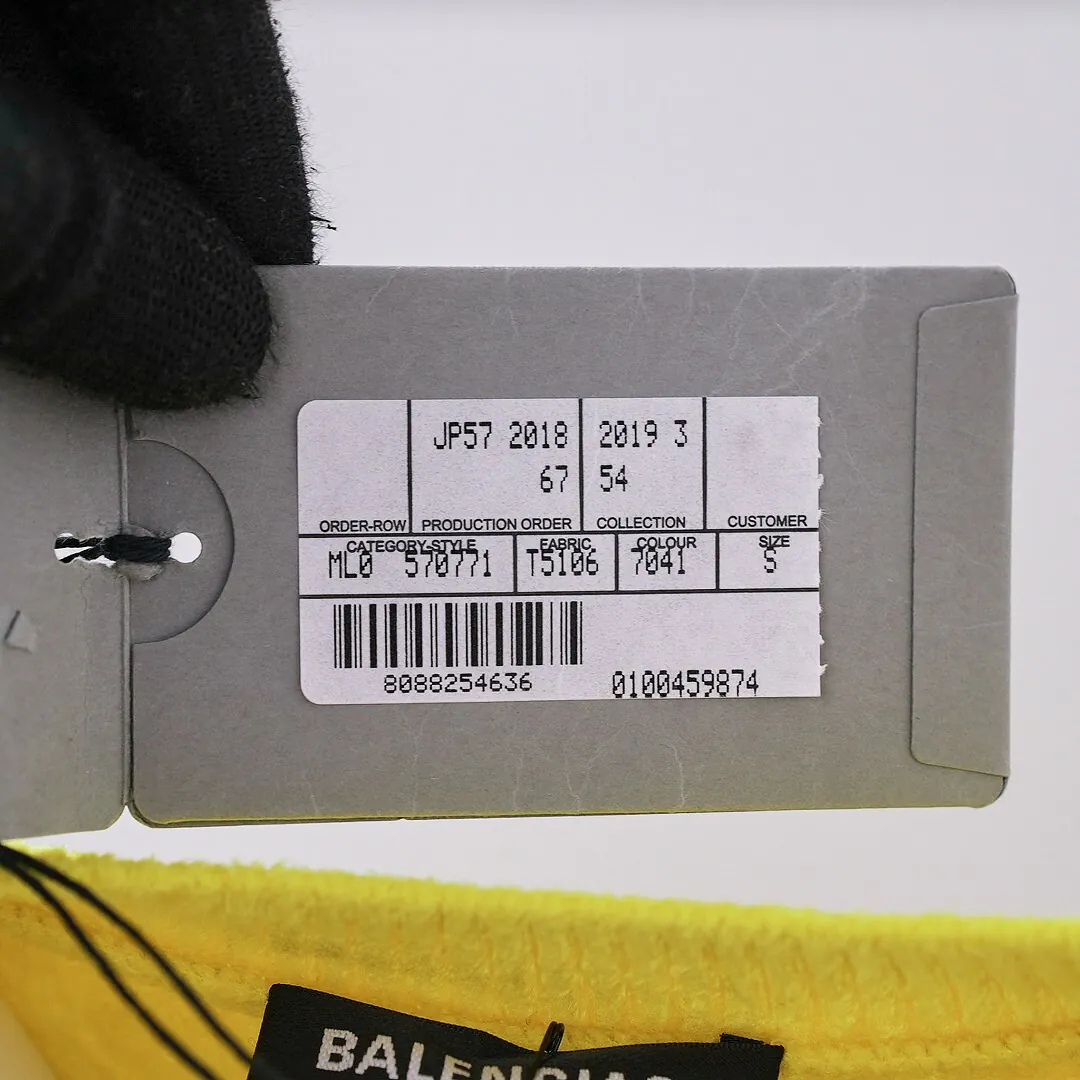 JP57 2018 2019 3
67 54
ORDER-ROW PRODUCTION ORDER COLLECTION CUSTOMER
CATEGORY-STYLE FABRIC COLOUR SIZE
ML0 570771 T5106 7041 S
8088254636 0100459874
BALENCIAG